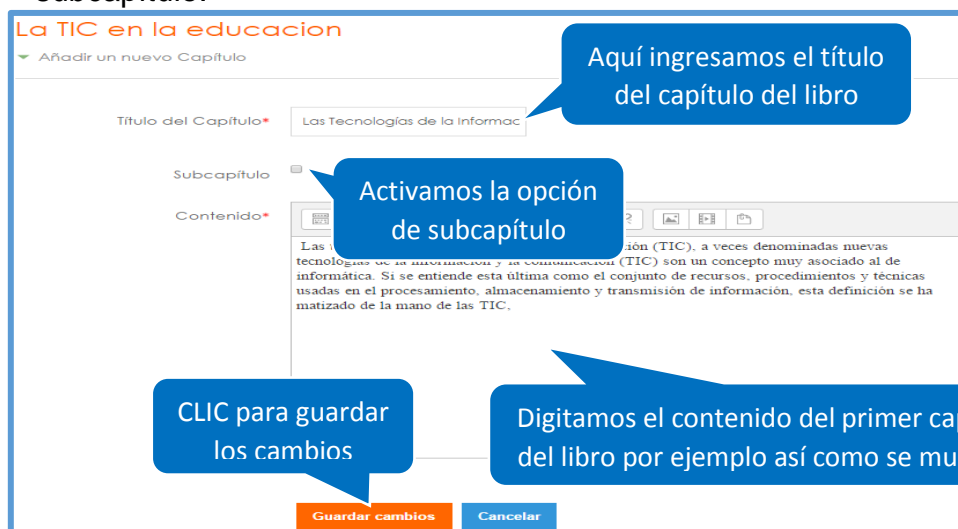 La TIC en la educacion
Añadir un nuevo Capítulo
Aquí ingresamos el título
del capítulo del libro
Título del Capítulo*
Las Tecnologías de la Informac
Subcapítulo
Activamos la opción
de subcapítulo
Contenido*
Las (TIC), a veces denominadas nuevas
tecnologías de la información y la comunicación (TIC) son un concepto muy asociado al de
informática. Si se entiende esta última como el conjunto de recursos, procedimientos y técnicas
usadas en el procesamiento, almacenamiento y transmisión de información, esta definición se ha
matizado de la mano de las TIC,
CLIC para guardar
los cambios
Digitamos el contenido del primer
del libro por ejemplo así como se
Guardar cambios
Cancelar